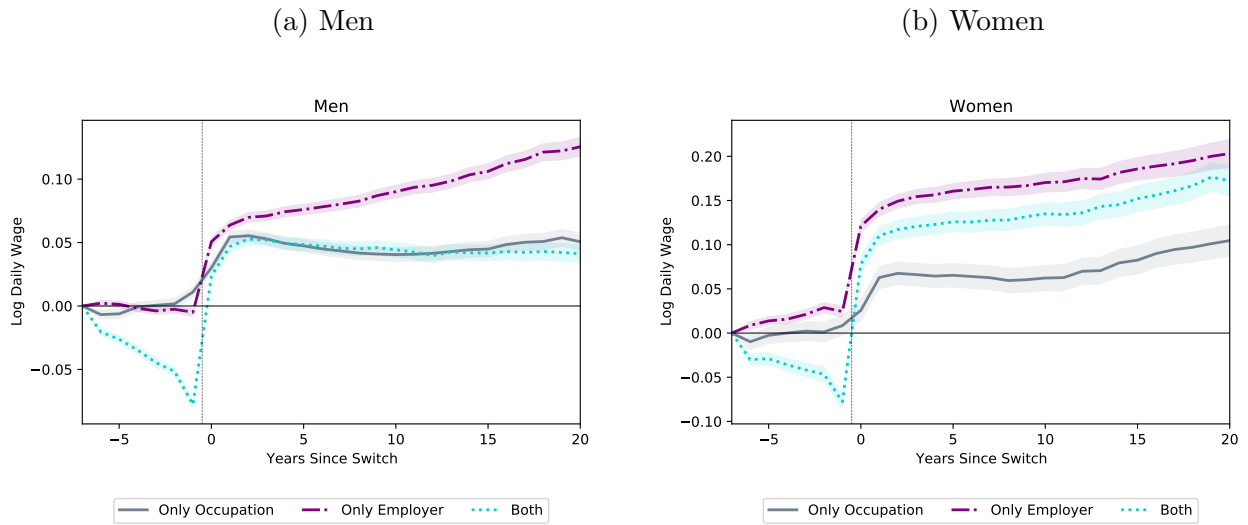 (a) Men
Men
Log Daily Wage
0.10
0.05
0.00
−0.05
−5
0
5
10
15
20
Years Since Switch
Only Occupation
Only Employer
Both
(b) Women
Women
Log Daily Wage
0.20
0.15
0.10
0.05
0.00
−0.05
−0.10
−5
0
5
10
15
20
Years Since Switch
Only Occupation
Only Employer
Both